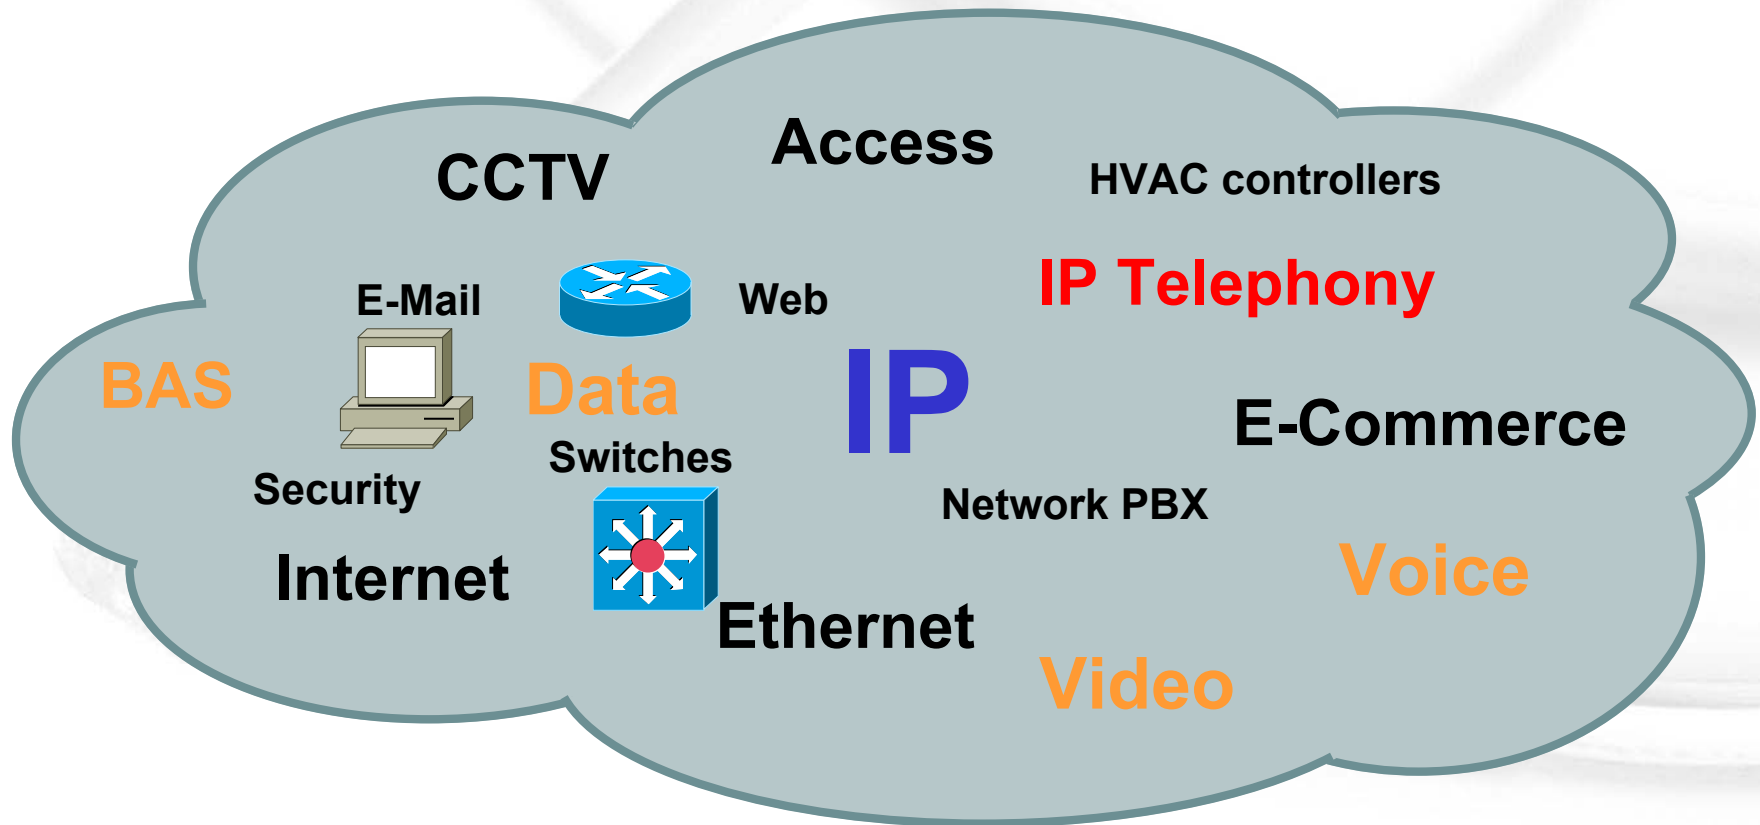 Access
CCTV
HVAC controllers
IP Telephony
E-Mail
Web
BAS
Data
IP
E-Commerce
Switches
Security
Network PBX
Internet
Voice
Ethernet
Video